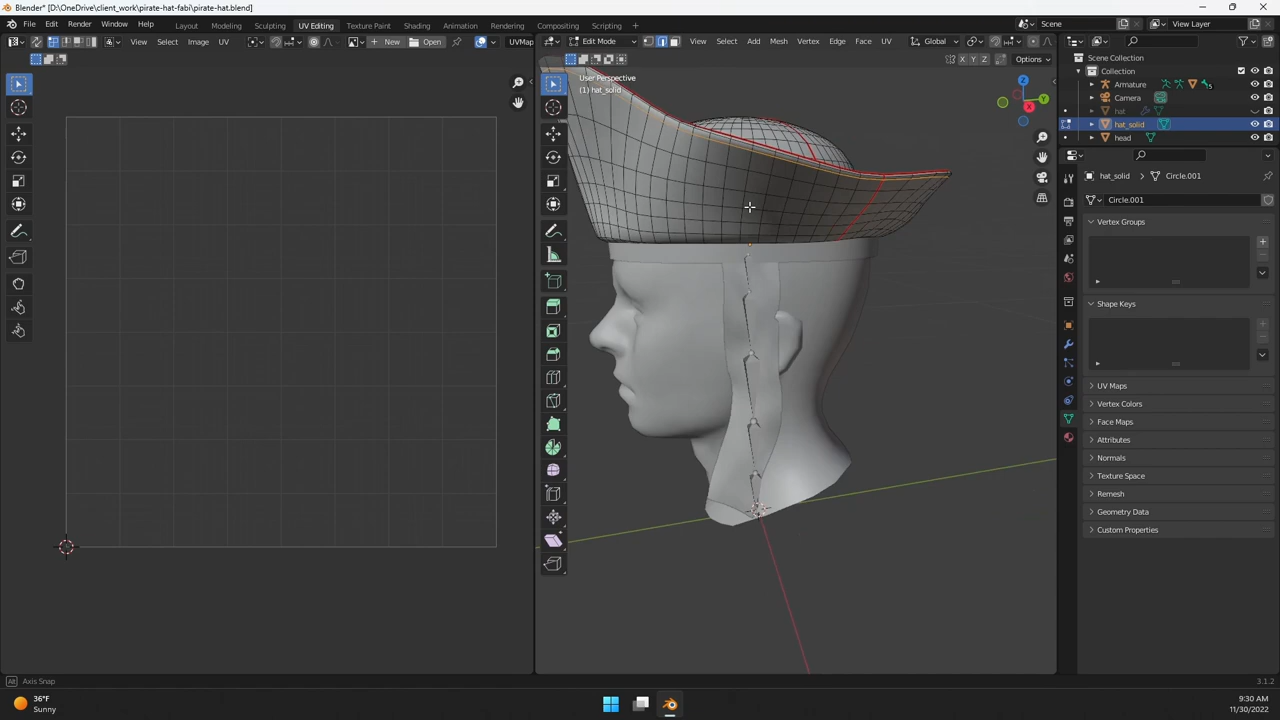 Blender* [D:\OneDrive\client_work\pirate-hat-fabi\pirate-hat.blend]
File Edit Render Window Help Layout Modeling Sculpting UV Editing Texture Paint Shading Animation Rendering Compositing Scripting + Scene View Layer
View Select Image UV New Open UVMap Edit Mode View Select Add Mesh Vertex Edge Face UV Global
X Y Z Options
User Perspective
(1) hat_solid
Z
Y
X
Scene Collection
Collection
Armature 15
Camera
hat
hat_solid
head
hat_solid > Circle.001
Circle.001
Vertex Groups
Shape Keys
UV Maps
Vertex Colors
Face Maps
Attributes
Normals
Texture Space
Remesh
Geometry Data
Custom Properties
Alt Axis Snap
3.1.2
36°F
Sunny
9:30 AM
11/30/2022